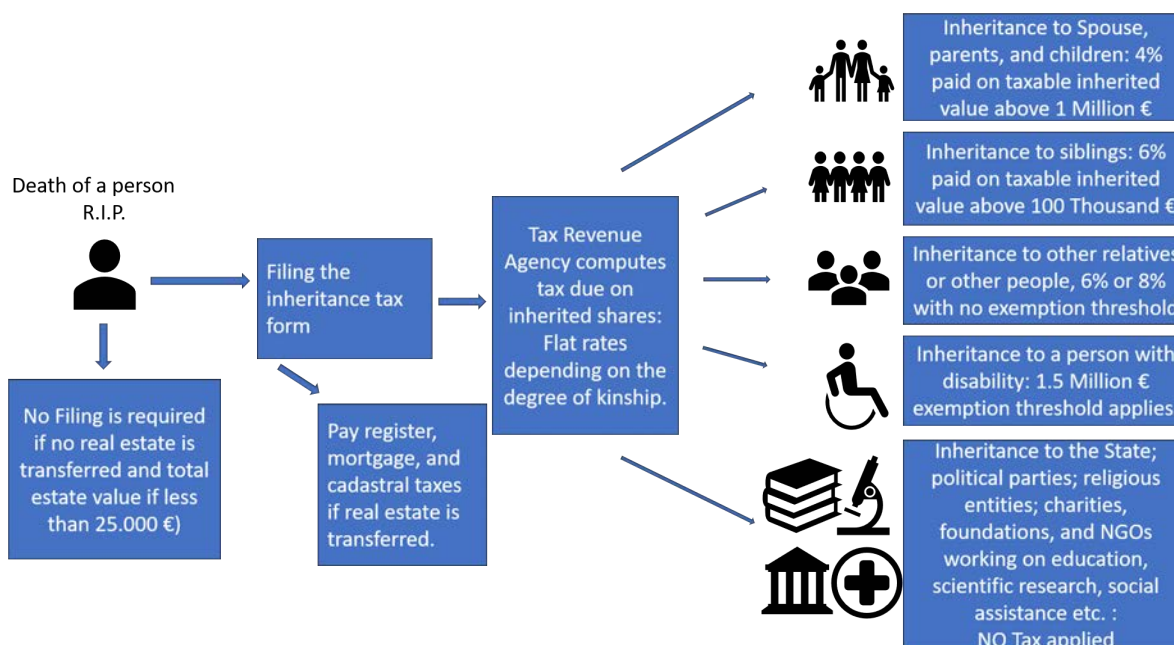 Death of a person
R.I.P.
No Filing is required
if no real estate is
transferred and total
estate value if less
than 25.000 €)
Filing the
inheritance tax
form
Pay register,
mortgage, and
cadastral taxes
if real estate is
transferred.
Tax Revenue
Agency computes
tax due on
inherited shares:
Flat rates
depending on the
degree of kinship.
Inheritance to Spouse,
parents, and children: 4%
paid on taxable inherited
value above 1 Million €
Inheritance to siblings: 6%
paid on taxable inherited
value above 100 Thousand €
Inheritance to other relatives
or other people, 6% or 8%
with no exemption threshold
Inheritance to a person with
disability: 1.5 Million €
exemption threshold applies
Inheritance to the State;
political parties; religious
entities; charities,
foundations, and NGOs
working on education,
scientific research, social
assistance etc. :
NO Tax applied